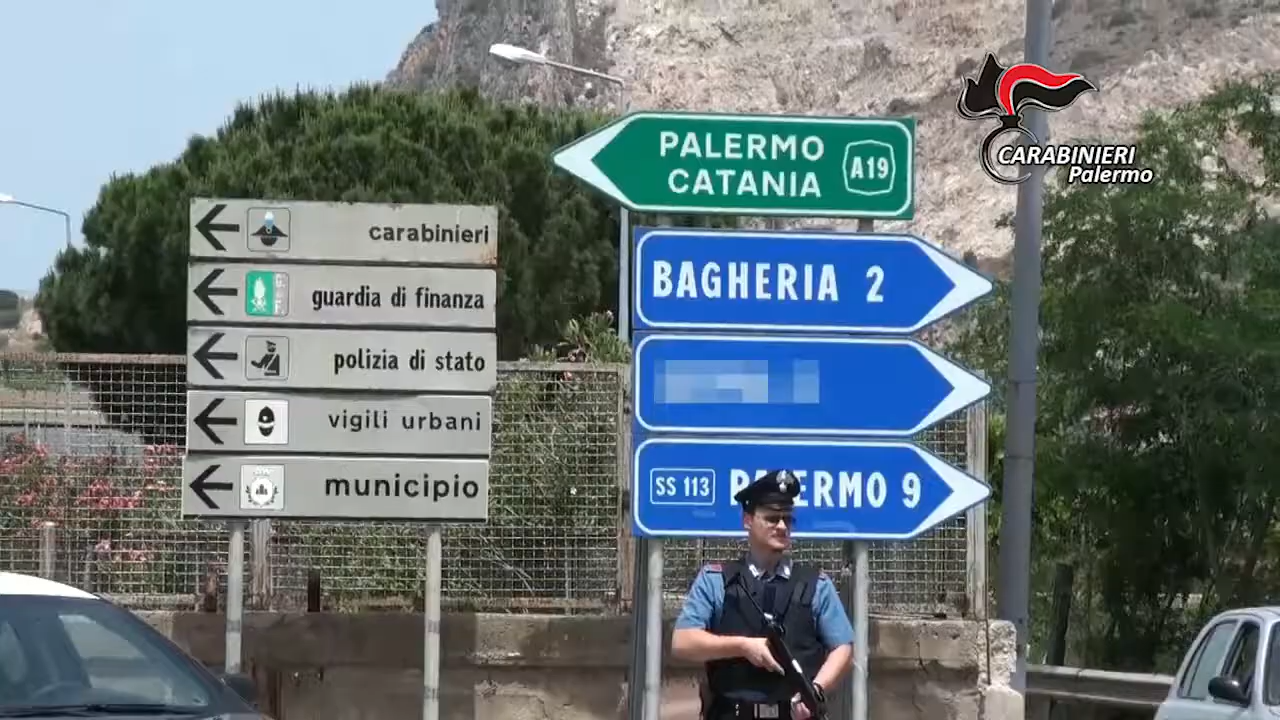 carabinieri
guardia di finanza
polizia di stato
vigili urbani
municipio
PALERMO
CATANIA
A19
BAGHERIA 2
SS 113 PALERMO 9
CARABINIERI
Palermo